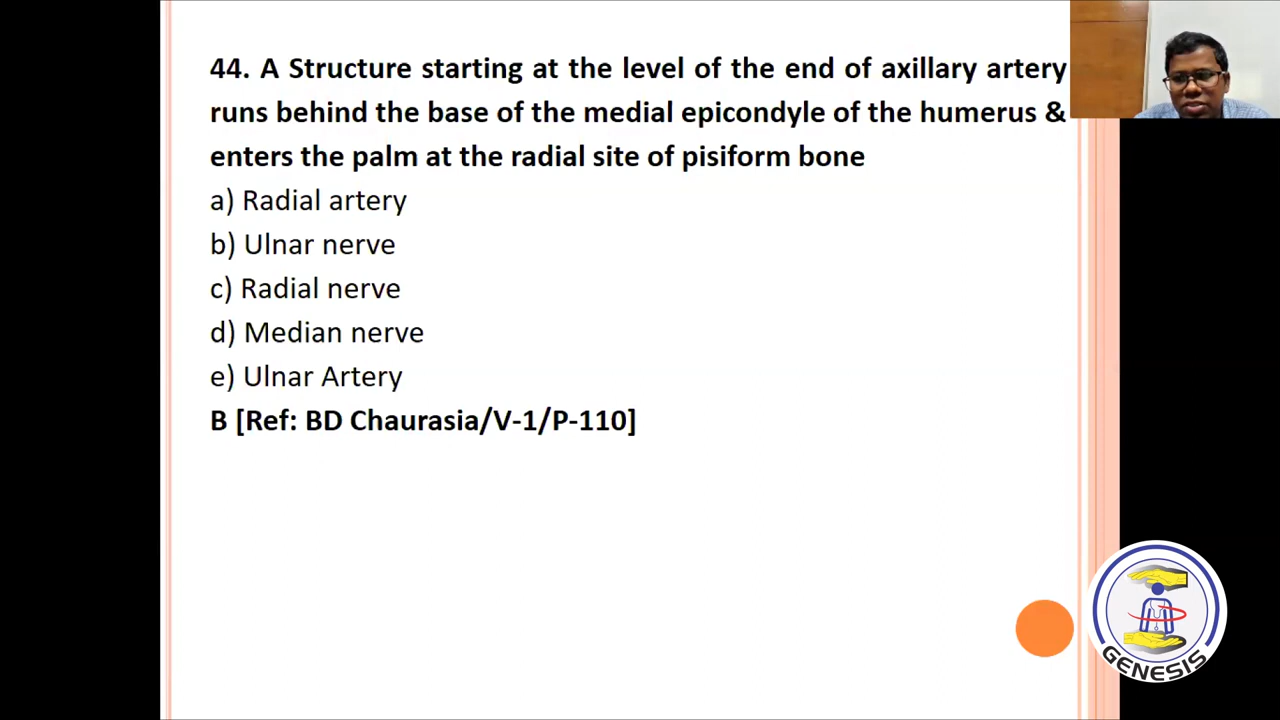 44. A Structure starting at the level of the end of axillary artery
runs behind the base of the medial epicondyle of the humerus &
enters the palm at the radial site of pisiform bone
a) Radial artery
b) Ulnar nerve
c) Radial nerve
d) Median nerve
e) Ulnar Artery
B [Ref: BD Chaurasia/V-1/P-110]
GENESIS